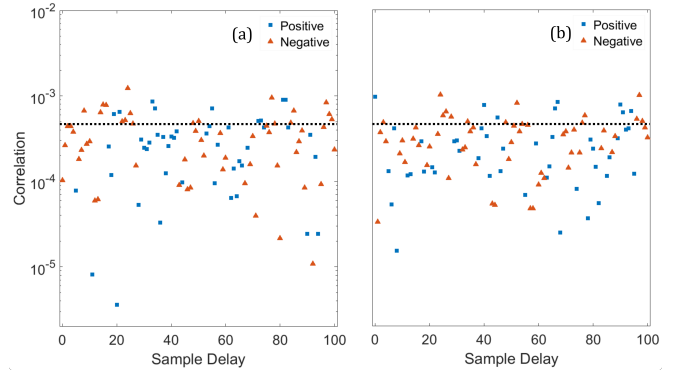 (a)
Positive
Negative
(b)
Positive
Negative
Correlation
10⁻²
10⁻³
10⁻⁴
10⁻⁵
0 20 40 60 80 100
0 20 40 60 80 100
Sample Delay
Sample Delay